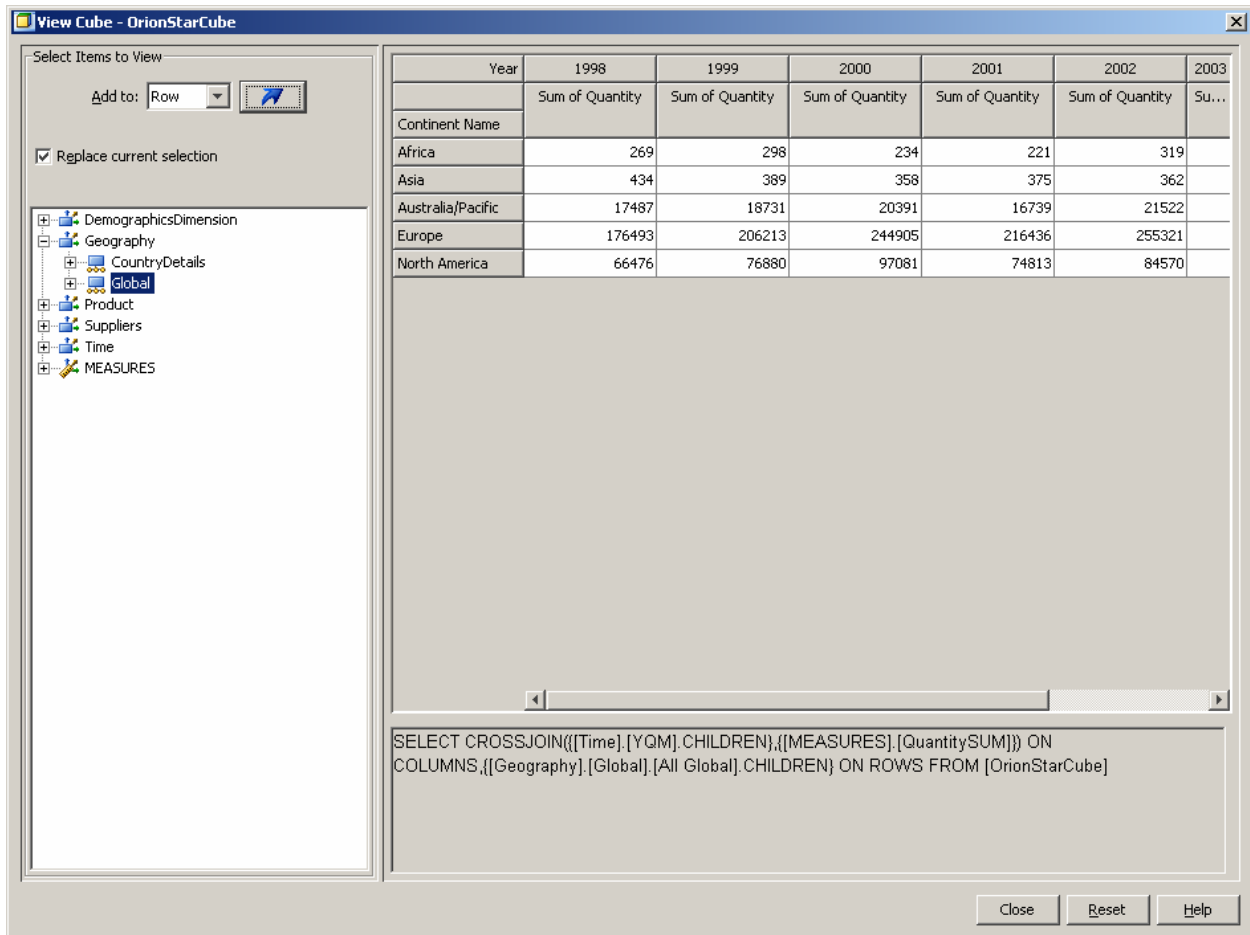 View Cube - OrionStarCube
Select Items to View
Add to: Row
Replace current selection
DemographicsDimension
Geography
CountryDetails
Global
Product
Suppliers
Time
MEASURES
Year 1998 1999 2000 2001 2002 2003
Sum of Quantity Sum of Quantity Sum of Quantity Sum of Quantity Sum of Quantity Su...
Continent Name
Africa 269 298 234 221 319
Asia 434 389 358 375 362
Australia/Pacific 17487 18731 20391 16739 21522
Europe 176493 206213 244905 216436 255321
North America 66476 76880 97081 74813 84570
SELECT CROSSJOIN({[Time].[YQM].CHILDREN},{[MEASURES].[QuantitySUM]}) ON
COLUMNS,{[Geography].[Global].[All Global].CHILDREN} ON ROWS FROM [OrionStarCube]
Close Reset Help